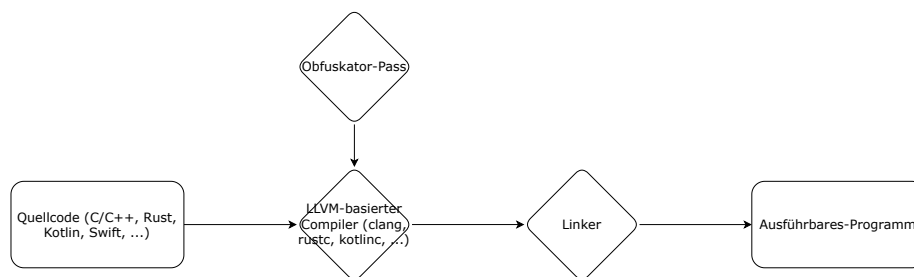 Obfuskator-Pass
Quellcode (C/C++, Rust,
Kotlin, Swift, ...)
LLVM-basierter
Compiler (clang,
rustc, kotlinc, ...)
Linker
Ausführbares-Programm